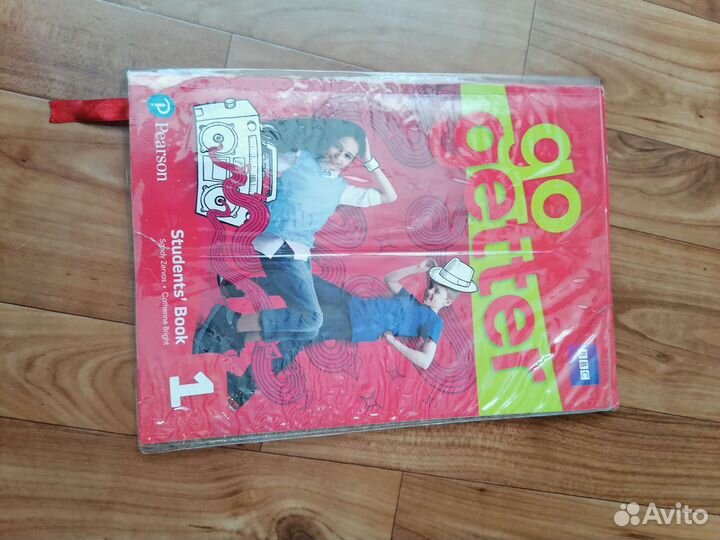 go
getter
BBC
Pearson
Students' Book
Sandy Zervas • Catherine Bright
1
Avito